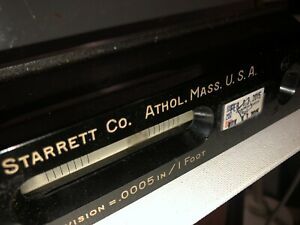 STARRETT CO. ATHOL. MASS. U.S.A.
VISION = .0005 IN / 1 FOOT